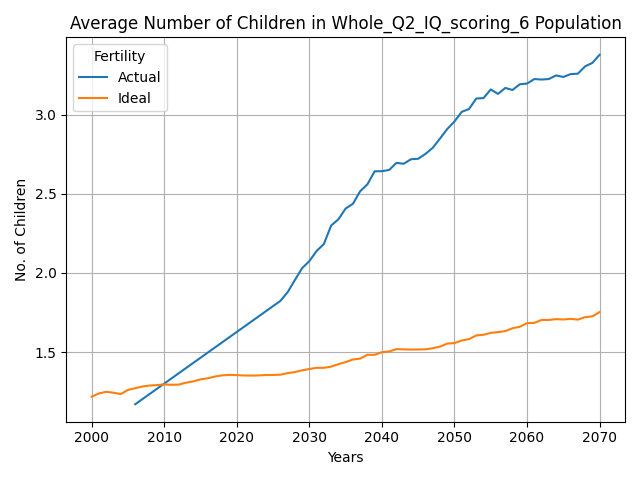 Average Number of Children in Whole_Q2_IQ_scoring_6 Population
Fertility
Actual
Ideal
3.0
2.5
2.0
1.5
No. of Children
2000 2010 2020 2030 2040 2050 2060 2070
Years